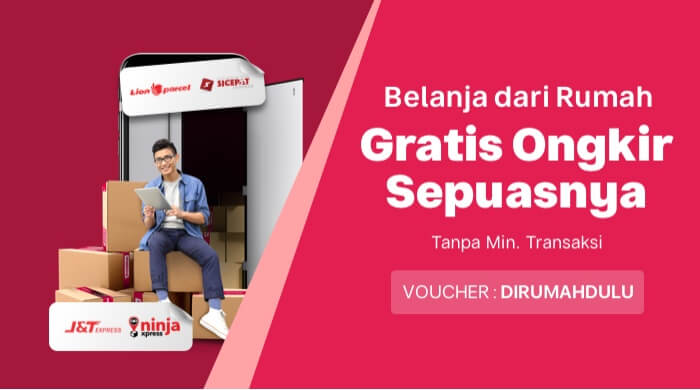 Lion parcel
SICEPAT
Belanja dari Rumah
Gratis Ongkir
Sepuasnya
Tanpa Min. Transaksi
VOUCHER : DIRUMAHDULU
J&T EXPRESS
ninja
xpress